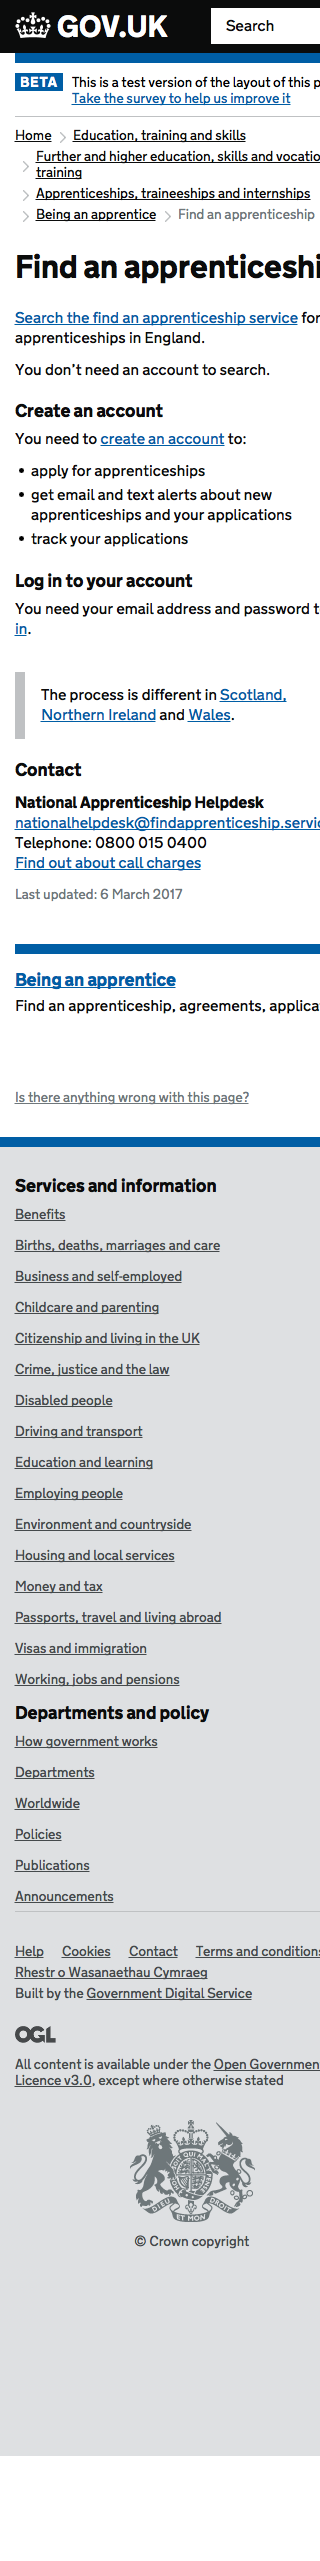 GOV.UK
Search
BETA This is a test version of the layout of this
Take the survey to help us improve it
Home Education, training and skills
Further and higher education, skills and
training
Apprenticeships, traineeships and internships
Being an apprentice Find an apprenticeship
Find an
Search the find an apprenticeship service for
apprenticeships in England.
You don't need an account to search.
Create an account
You need to create an account to:
• apply for apprenticeships
• get email and text alerts about new
apprenticeships and your applications
• track your applications
Log in to your account
You need your email address and password
in.
The process is different in Scotland,
Northern Ireland and Wales.
Contact
National Apprenticeship Helpdesk
nationalhelpdesk@findapprenticeship.servic
Telephone: 0800 015 0400
Find out about call charges
Last updated: 6 March 2017
Being an apprentice
Find an apprenticeship, agreements,
Is there anything wrong with this page?
Services and information
Benefits
Births, deaths, marriages and care
Business and self-employed
Childcare and parenting
Citizenship and living in the UK
Crime, justice and the law
Disabled people
Driving and transport
Education and learning
Employing people
Environment and countryside
Housing and local services
Money and tax
Passports, travel and living abroad
Visas and immigration
Working, jobs and pensions
Departments and policy
How government works
Departments
Worldwide
Policies
Publications
Announcements
Help Cookies Contact Terms and conditions
Rhestr o Wasanaethau Cymraeg
Built by the Government Digital Service
OGL
All content is available under the Open Governmen
Licence v3.0, except where otherwise stated
DIEU ET MON DROIT
© Crown copyright